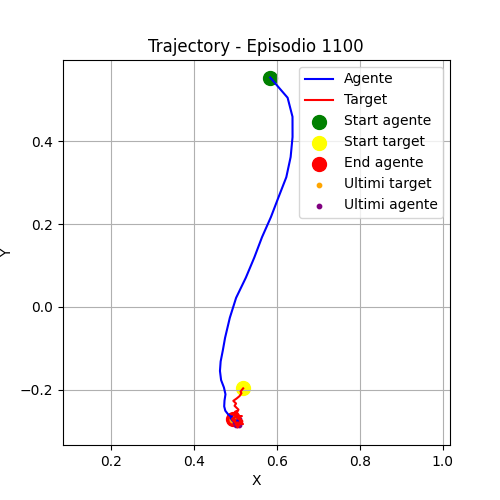 Trajectory - Episodio 1100
Agente
Target
Start agente
Start target
End agente
Ultimi target
Ultimi agente
Y
0.4
0.2
0.0
−0.2
0.2
0.4
0.6
0.8
1.0
X